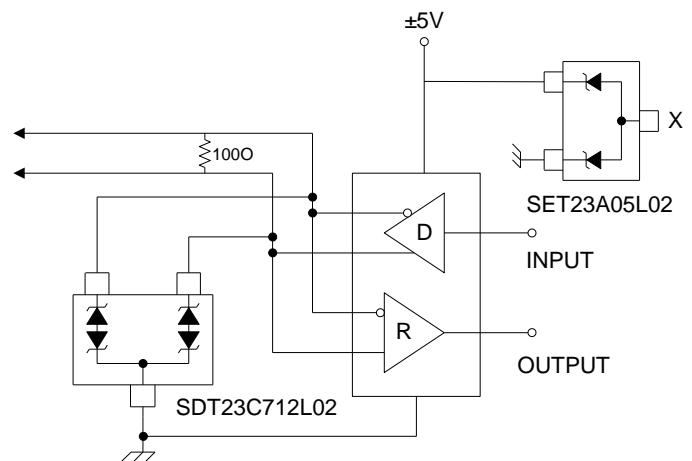 ±5V
X
100O
SET23A05L02
D
INPUT
R
OUTPUT
SDT23C712L02